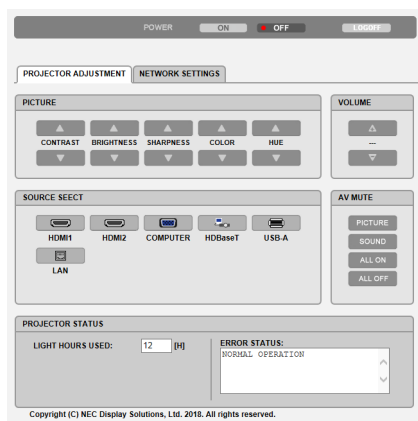 POWER ON OFF LOGOFF
PROJECTOR ADJUSTMENT NETWORK SETTINGS
PICTURE
CONTRAST BRIGHTNESS SHARPNESS COLOR HUE
VOLUME
---
SOURCE SEECT
HDMI1 HDMI2 COMPUTER HDBaseT USB-A
LAN
AV MUTE
PICTURE
SOUND
ALL ON
ALL OFF
PROJECTOR STATUS
LIGHT HOURS USED: 12 [H]
ERROR STATUS:
NORMAL OPERATION
Copyright (C) NEC Display Solutions, Ltd. 2018. All rights reserved.